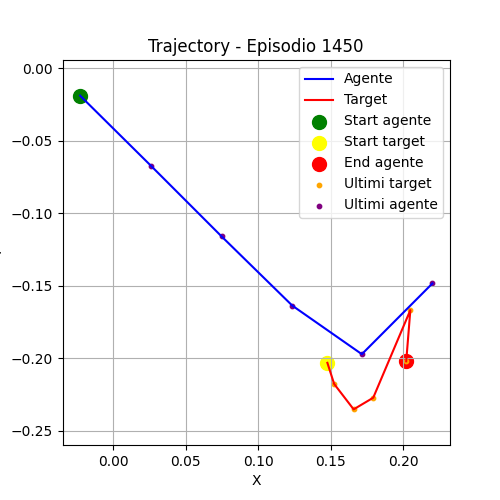 Trajectory - Episodio 1450
Agente
Target
Start agente
Start target
End agente
Ultimi target
Ultimi agente
0.00
−0.05
−0.10
−0.15
−0.20
−0.25
0.00
0.05
0.10
0.15
0.20
X